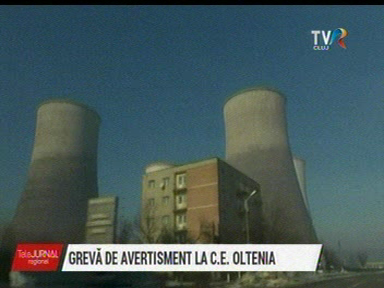 TVR
CLUJ
TeleJURNAL
regional
GREVĂ DE AVERTISMENT LA C.E. OLTENIA